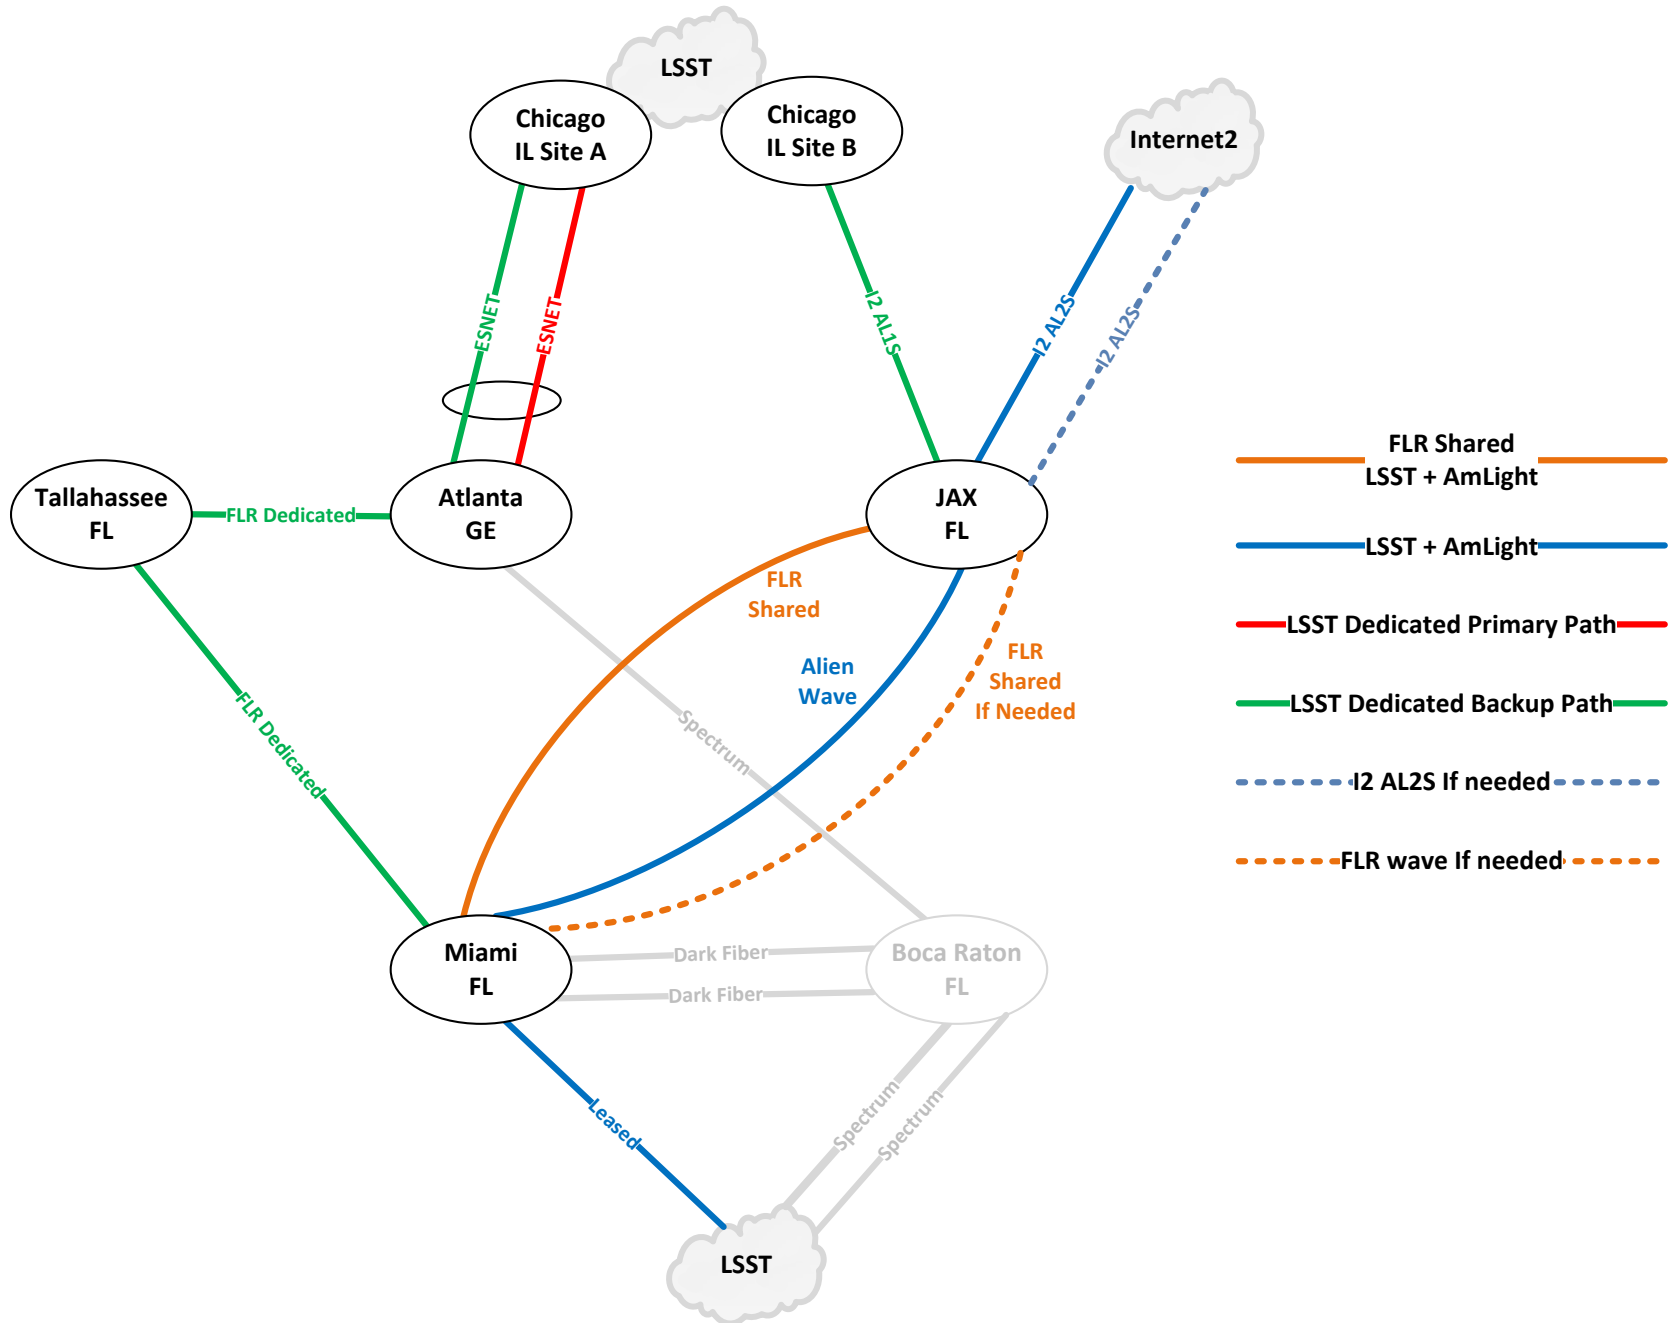 LSST
Chicago
IL Site A
Chicago
IL Site B
Internet2
ESNET
ESNET
I2 AL1S
I2 AL2S
I2 AL2S
Tallahassee
FL
FLR Dedicated
Atlanta
GE
JAX
FL
FLR Shared
LSST + AmLight
LSST + AmLight
LSST Dedicated Primary Path
LSST Dedicated Backup Path
I2 AL2S If needed
FLR wave If needed
FLR
Shared
Alien
Wave
FLR
Shared
If Needed
FLR Dedicated
Spectrum
Miami
FL
Dark Fiber
Dark Fiber
Boca Raton
FL
Leased
Spectrum
Spectrum
LSST